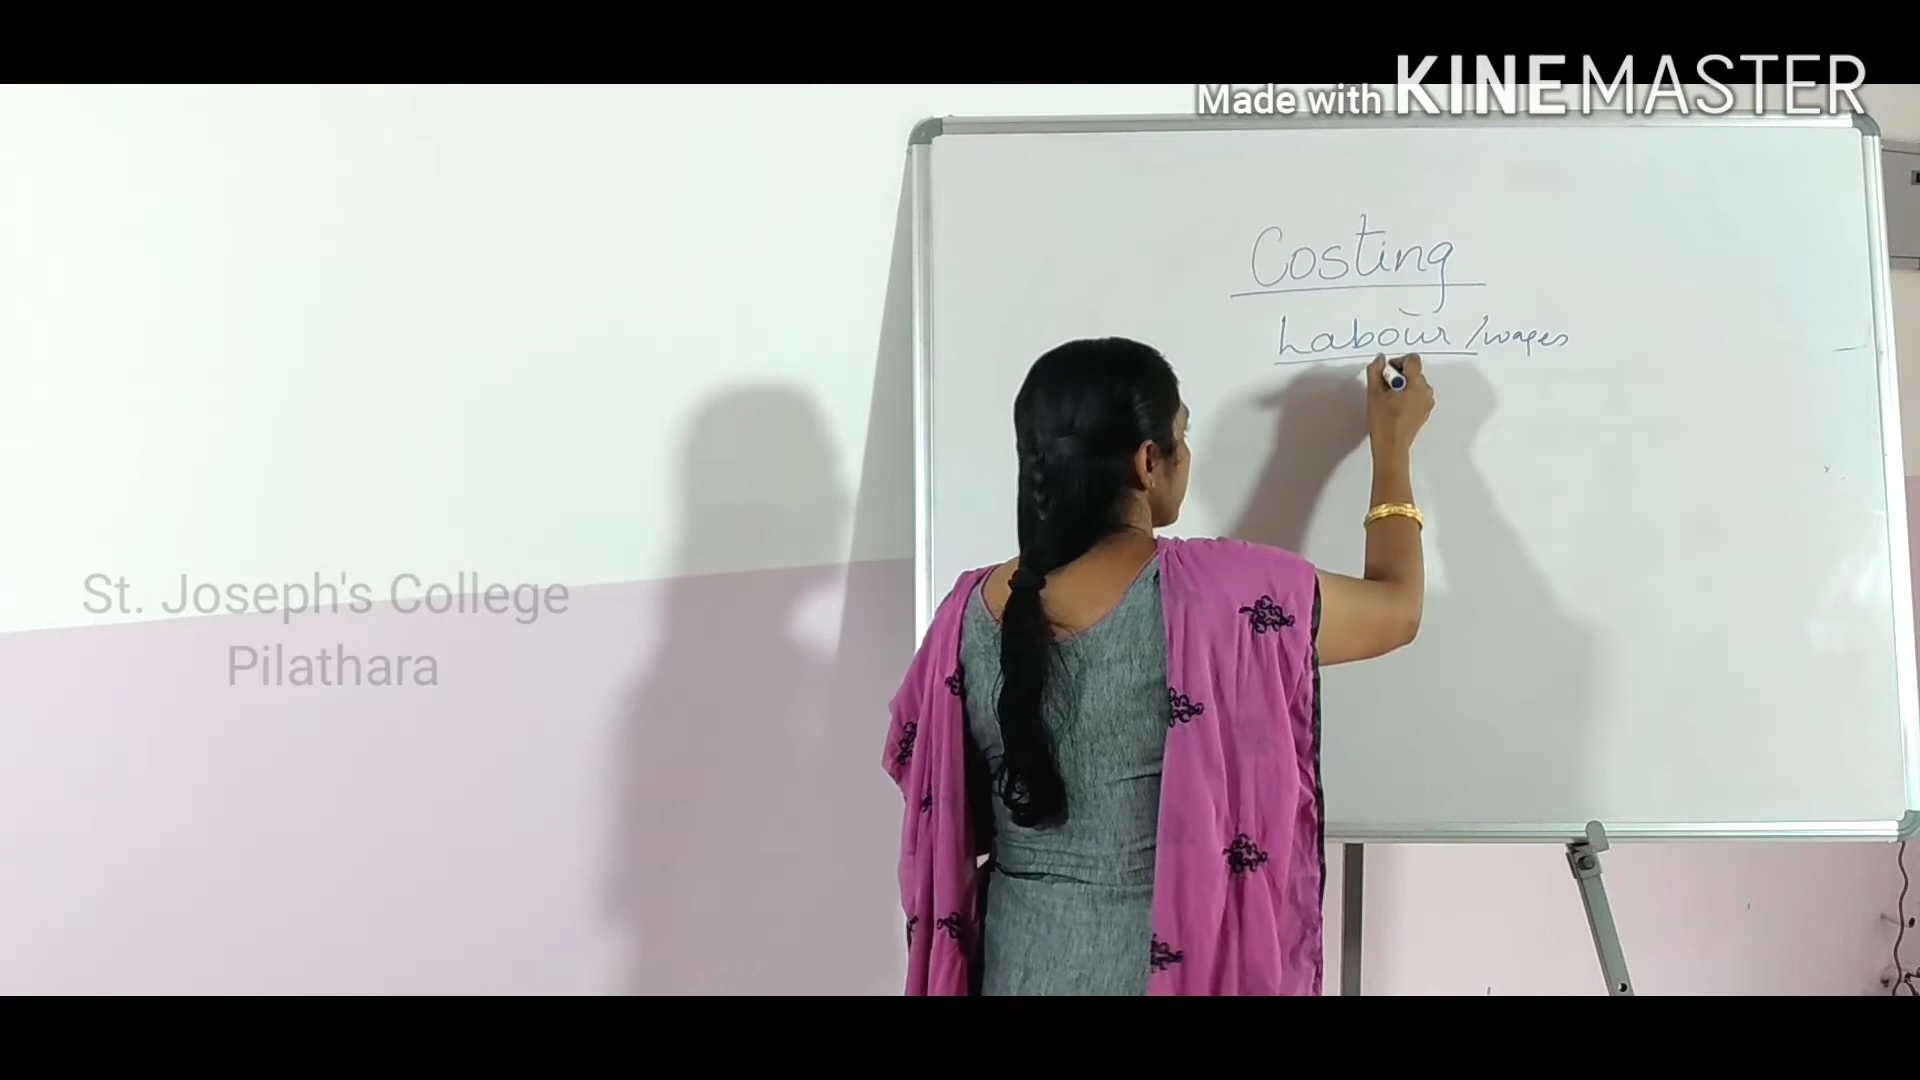 Made with KINEMASTER
Costing
Labour /wages
St. Joseph's College
Pilathara